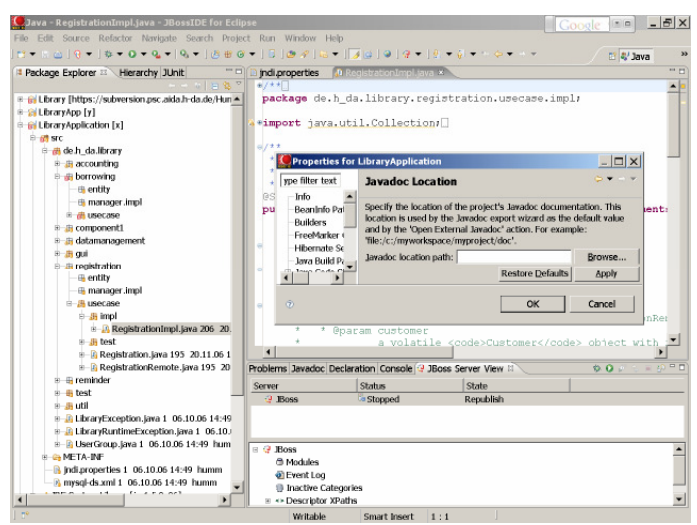 Java - RegistrationImpl.java - JBossIDE for Eclipse
Google
File Edit Source Refactor Navigate Search Project Run Window Help
Java
Package Explorer Hierarchy JUnit
jndi.properties RegistrationImpl.java
Library [https://subversion.psc.aida.h-da.de/Hum
LibraryApp [y]
LibraryApplication [x]
src
de.h_da.library
accounting
borrowing
entity
manager.impl
usecase
component1
datamanagement
gui
registration
entity
manager.impl
usecase
impl
RegistrationImpl.java 206 20.
test
Registration.java 195 20.11.06 1
RegistrationRemote.java 195 20
reminder
test
util
LibraryException.java 1 06.10.06 14:49
LibraryRuntimeException.java 1 06.10.
UserGroup.java 1 06.10.06 14:49 hum
META-INF
jndi.properties 1 06.10.06 14:49 humm
mysql-ds.xml 1 06.10.06 14:49 humm
/**
package de.h_da.library.registration.usecase.impl;
import java.util.Collection;
/**
Properties for LibraryApplication
ype filter text
Info
BeanInfo Pa
Builders
FreeMarker
Hibernate Se
Java Build Pa
Java Code S
Javadoc Location
Specify the location of the project's Javadoc documentation. This
location is used by the Javadoc export wizard as the default value
and by the 'Open External Javadoc' action. For example:
'file:/c:/myworkspace/myproject/doc'.
Javadoc location path:
Browse...
Restore Defaults Apply
OK Cancel
* * @param customer
* a volatile <code>Customer</code> object with
Problems Javadoc Declaration Console JBoss Server View
Server Status State
JBoss Stopped Republish
JBoss
Modules
Event Log
Inactive Categories
Descriptor XPaths
Writable Smart Insert 1 : 1